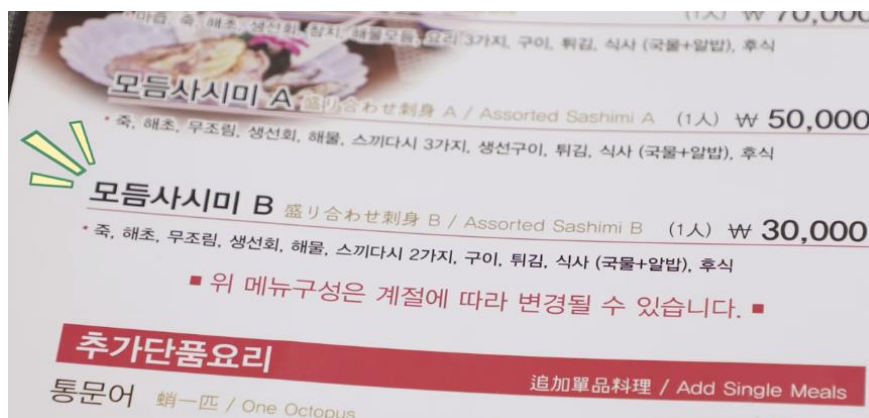 (1人) ₩ 70,000
* 마즙, 죽, 해초, 생선회, 참치, 해물모듬, 요리 3가지, 구이, 튀김, 식사 (국물+알밥), 후식
모듬사시미 A 盛り合わせ刺身 A / Assorted Sashimi A (1人) ₩ 50,000
* 죽, 해초, 무조림, 생선회, 해물, 스끼다시 3가지, 생선구이, 튀김, 식사 (국물+알밥), 후식
모듬사시미 B 盛り合わせ刺身 B / Assorted Sashimi B (1人) ₩ 30,000
* 죽, 해초, 무조림, 생선회, 해물, 스끼다시 2가지, 구이, 튀김, 식사 (국물+알밥), 후식
■ 위 메뉴구성은 계절에 따라 변경될 수 있습니다. ■
추가단품요리 追加單品料理 / Add Single Meals
통문어 蛸一匹 / One Octopus